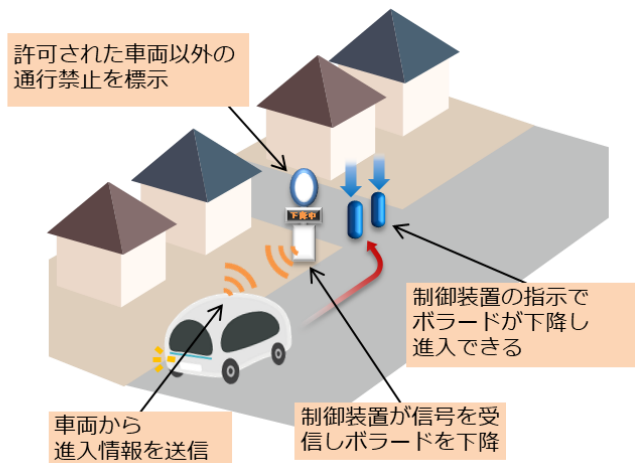 許可された車両以外の
通行禁止を標示
下降中
制御装置の指示で
ボラードが下降し
進入できる
車両から
進入情報を送信
制御装置が信号を受
信しボラードを下降